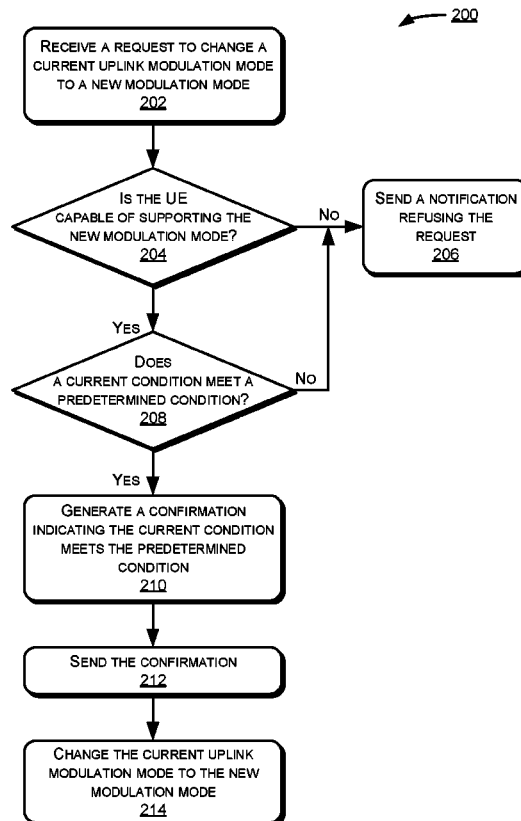 200
RECEIVE A REQUEST TO CHANGE A
CURRENT UPLINK MODULATION MODE
TO A NEW MODULATION MODE
202
IS THE UE
CAPABLE OF SUPPORTING THE
NEW MODULATION MODE?
204
NO
SEND A NOTIFICATION
REFUSING THE
REQUEST
206
YES
DOES
A CURRENT CONDITION MEET A
PREDETERMINED CONDITION?
208
NO
YES
GENERATE A CONFIRMATION
INDICATING THE CURRENT CONDITION
MEETS THE PREDETERMINED
CONDITION
210
SEND THE CONFIRMATION
212
CHANGE THE CURRENT UPLINK
MODULATION MODE TO THE NEW
MODULATION MODE
214